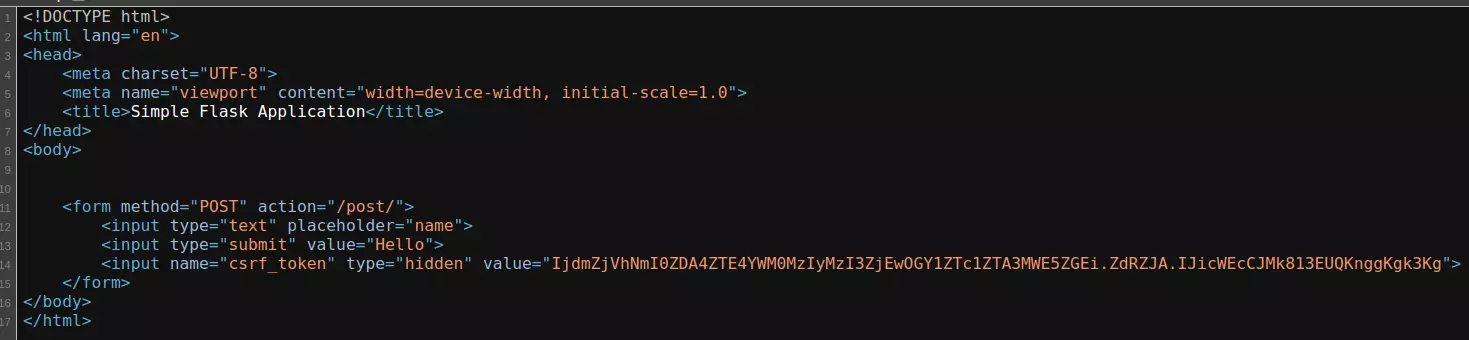 1 <!DOCTYPE html>
2 <html lang="en">
3 <head>
4     <meta charset="UTF-8">
5     <meta name="viewport" content="width=device-width, initial-scale=1.0">
6     <title>Simple Flask Application</title>
7 </head>
8 <body>
9
10
11     <form method="POST" action="/post/">
12         <input type="text" placeholder="name">
13         <input type="submit" value="Hello">
14         <input name="csrf_token" type="hidden" value="IjdmZjVhNmI0ZDA4ZTE4YWM0MzIyMzI3ZjEwOGY1ZTc1ZTA3MWE5ZGEi.ZdRZJA.IJicWEcCJMk813EUQKnggKgk3Kg">
15     </form>
16 </body>
17 </html>